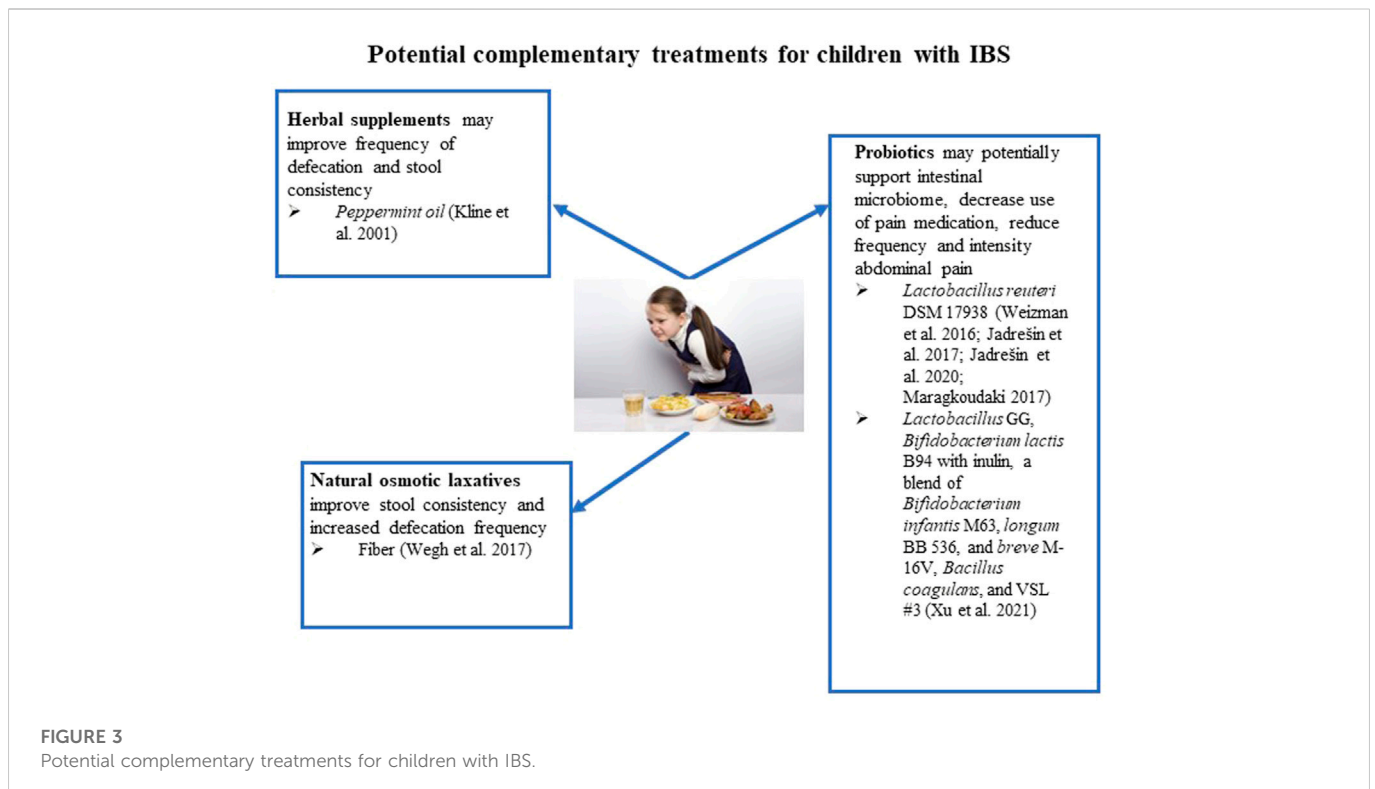 Potential complementary treatments for children with IBS
Herbal supplements may
improve frequency of
defecation and stool
consistency
➢ Peppermint oil (Kline et
al. 2001)
Probiotics may potentially
support intestinal
microbiome, decrease use
of pain medication, reduce
frequency and intensity
abdominal pain
➢ Lactobacillus reuteri
DSM 17938 (Weizman
et al. 2016; Jadrešin et
al. 2017; Jadrešin et
al. 2020;
Maragkoudaki 2017)
➢ Lactobacillus GG,
Bifidobacterium lactis
B94 with inulin, a
blend of
Bifidobacterium
infantis M63, longum
BB 536, and breve M-
16V, Bacillus
coagulans, and VSL
#3 (Xu et al. 2021)
Natural osmotic laxatives
improve stool consistency and
increased defecation frequency
➢ Fiber (Wegh et al. 2017)
FIGURE 3
Potential complementary treatments for children with IBS.